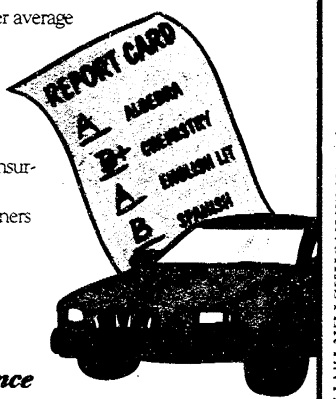 er average
REPORT CARD
A ALGEBRA
B+ CHEMISTRY
A ENGLISH LIT
B SPANISH
nsur-
ners
nce